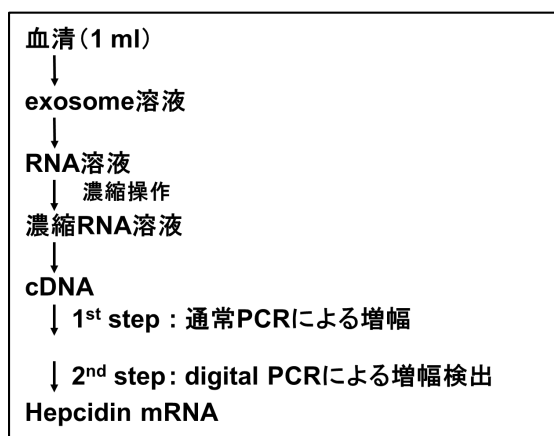 血清(1 ml)
exosome溶液
RNA溶液
濃縮操作
濃縮RNA溶液
cDNA
1st step : 通常PCRによる増幅
2nd step: digital PCRによる増幅検出
Hepcidin mRNA